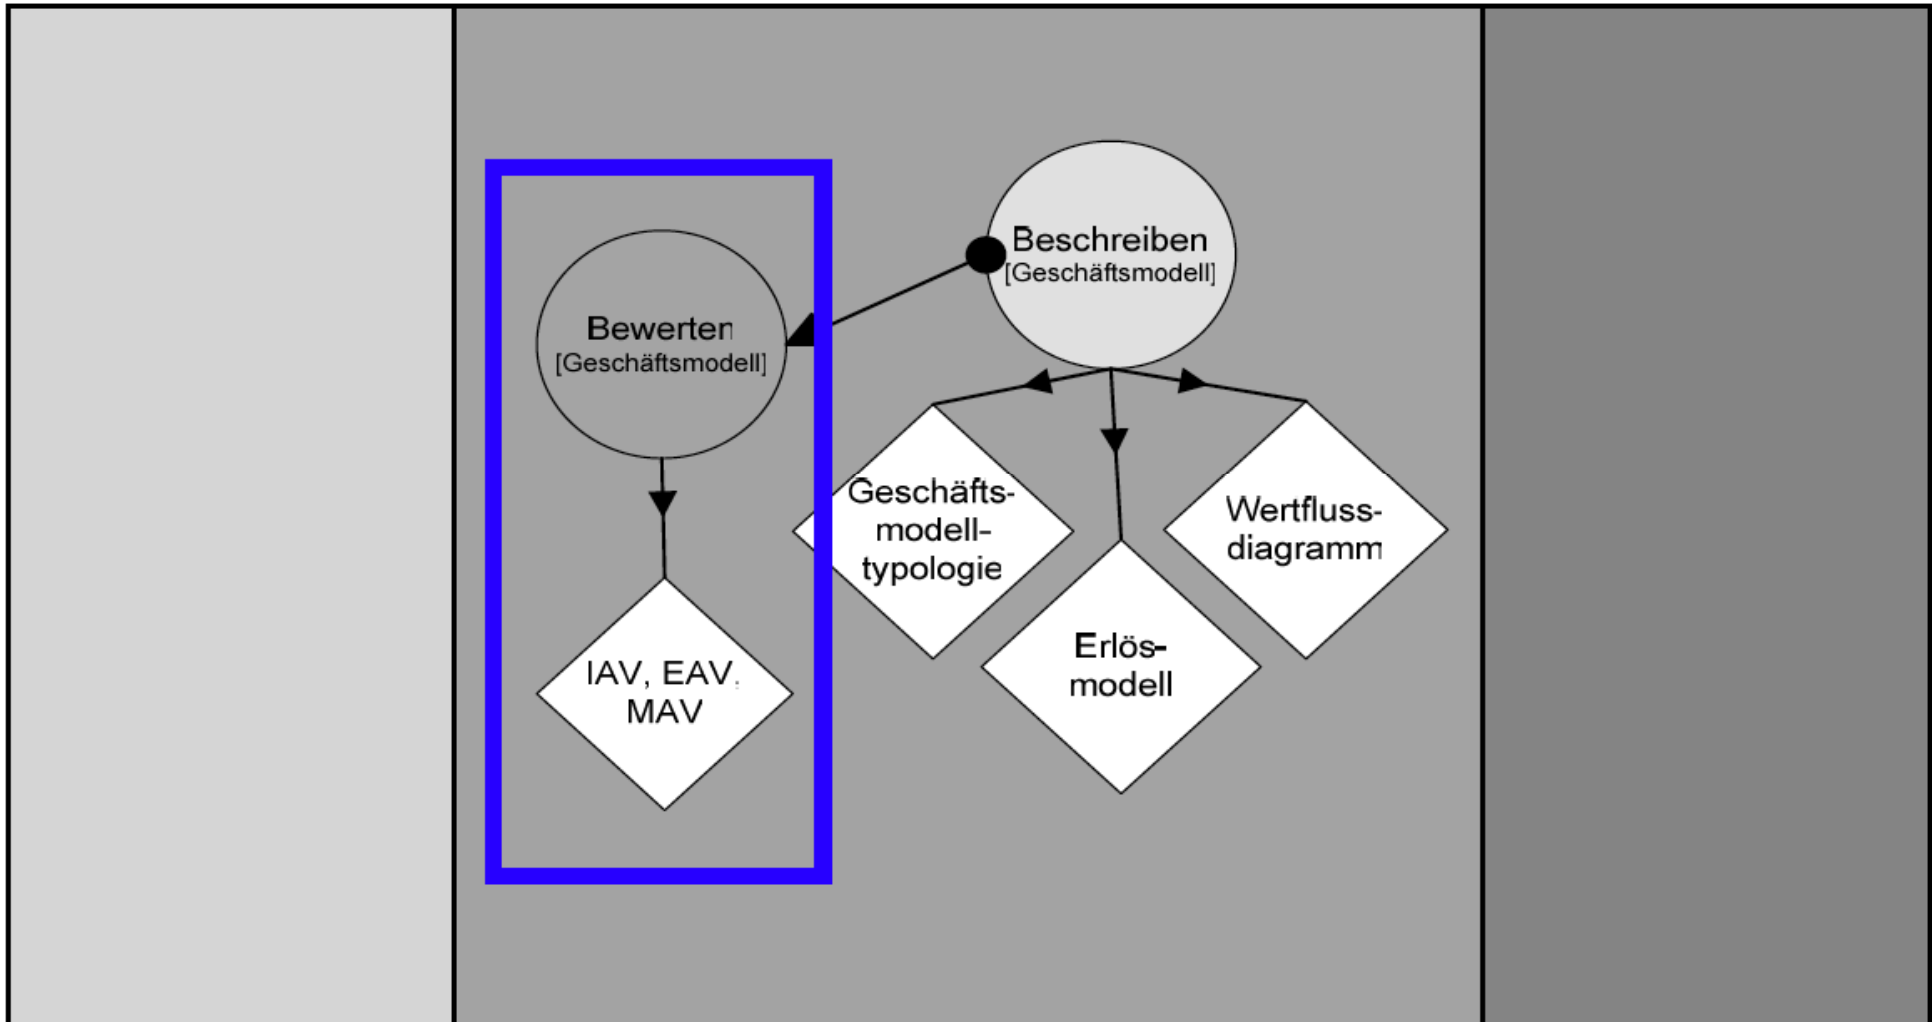 Beschreiben
[Geschäftsmodell]
Bewerten
[Geschäftsmodell]
Geschäfts-
modell-
typologie
Wertfluss-
diagramm
Erlös-
modell
IAV, EAV,
MAV